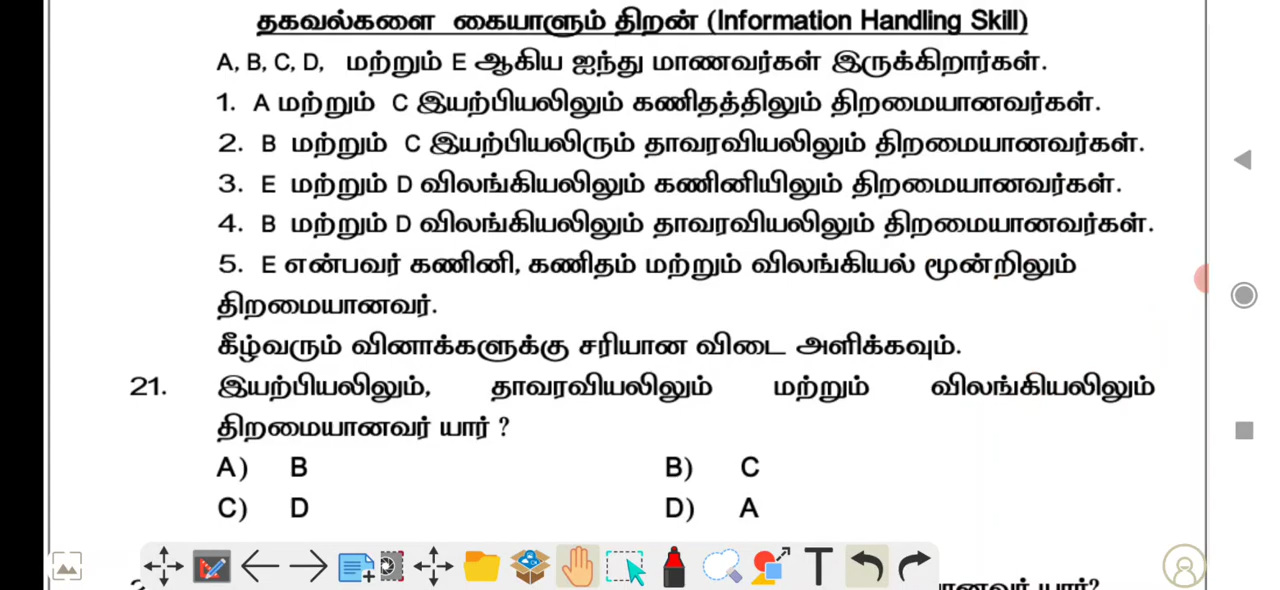 தகவல்களை கையாளும் திறன் (Information Handling Skill)
A, B, C, D, மற்றும் E ஆகிய ஐந்து மாணவர்கள் இருக்கிறார்கள்.
1. A மற்றும் C இயற்பியலிலும் கணிதத்திலும் திறமையானவர்கள்.
2. B மற்றும் C இயற்பியலிரும் தாவரவியலிலும் திறமையானவர்கள்.
3. E மற்றும் D விலங்கியலிலும் கணினியிலும் திறமையானவர்கள்.
4. B மற்றும் D விலங்கியலிலும் தாவரவியலிலும் திறமையானவர்கள்.
5. E என்பவர் கணினி, கணிதம் மற்றும் விலங்கியல் மூன்றிலும்
திறமையானவர்.
கீழ்வரும் வினாக்களுக்கு சரியான விடை அளிக்கவும்.
21. இயற்பியலிலும், தாவரவியலிலும் மற்றும் விலங்கியலிலும்
திறமையானவர் யார் ?
A) B B) C
C) D D) A
T
யார்?